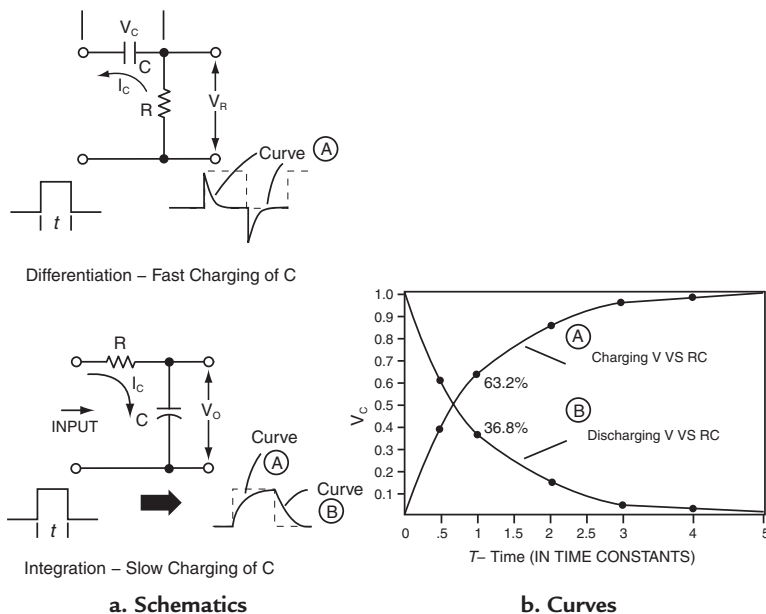 V_C
C
I_C
R
V_R
Curve A
t
Differentiation – Fast Charging of C
R
I_C
C
V_O
INPUT
Curve
A
Curve
B
t
Integration – Slow Charging of C
a. Schematics
1.0
0.9
0.8
0.7
0.6
0.5
0.4
0.3
0.2
0.1
V_C
A
Charging V VS RC
63.2%
B
36.8%
Discharging V VS RC
0 .5 1.0 1.5 2 2.5 3 4 5
T– Time (IN TIME CONSTANTS)
b. Curves